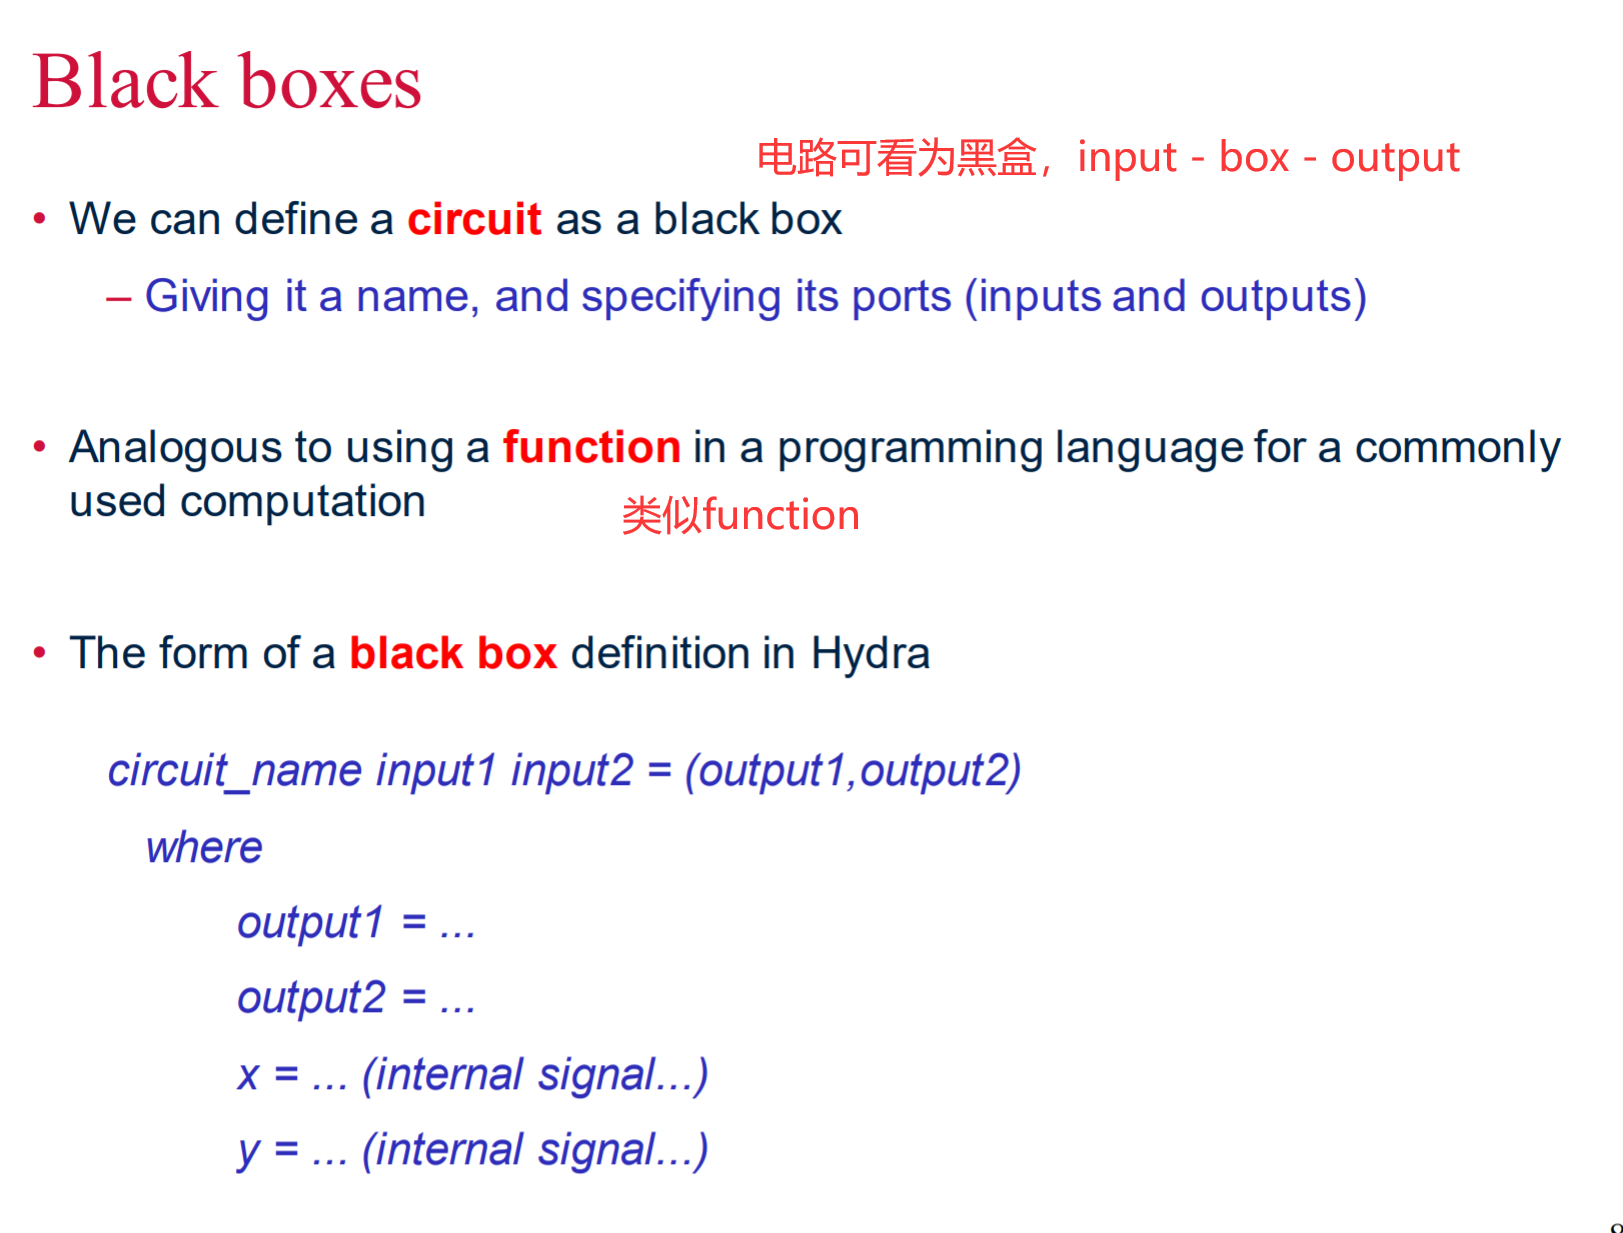 Black boxes
电路可看为黑盒，input - box - output
• We can define a circuit as a black box
– Giving it a name, and specifying its ports (inputs and outputs)
• Analogous to using a function in a programming language for a commonly
used computation
类似function
• The form of a black box definition in Hydra
circuit_name input1 input2 = (output1,output2)
where
output1 = ...
output2 = ...
x = ... (internal signal...)
y = ... (internal signal...)